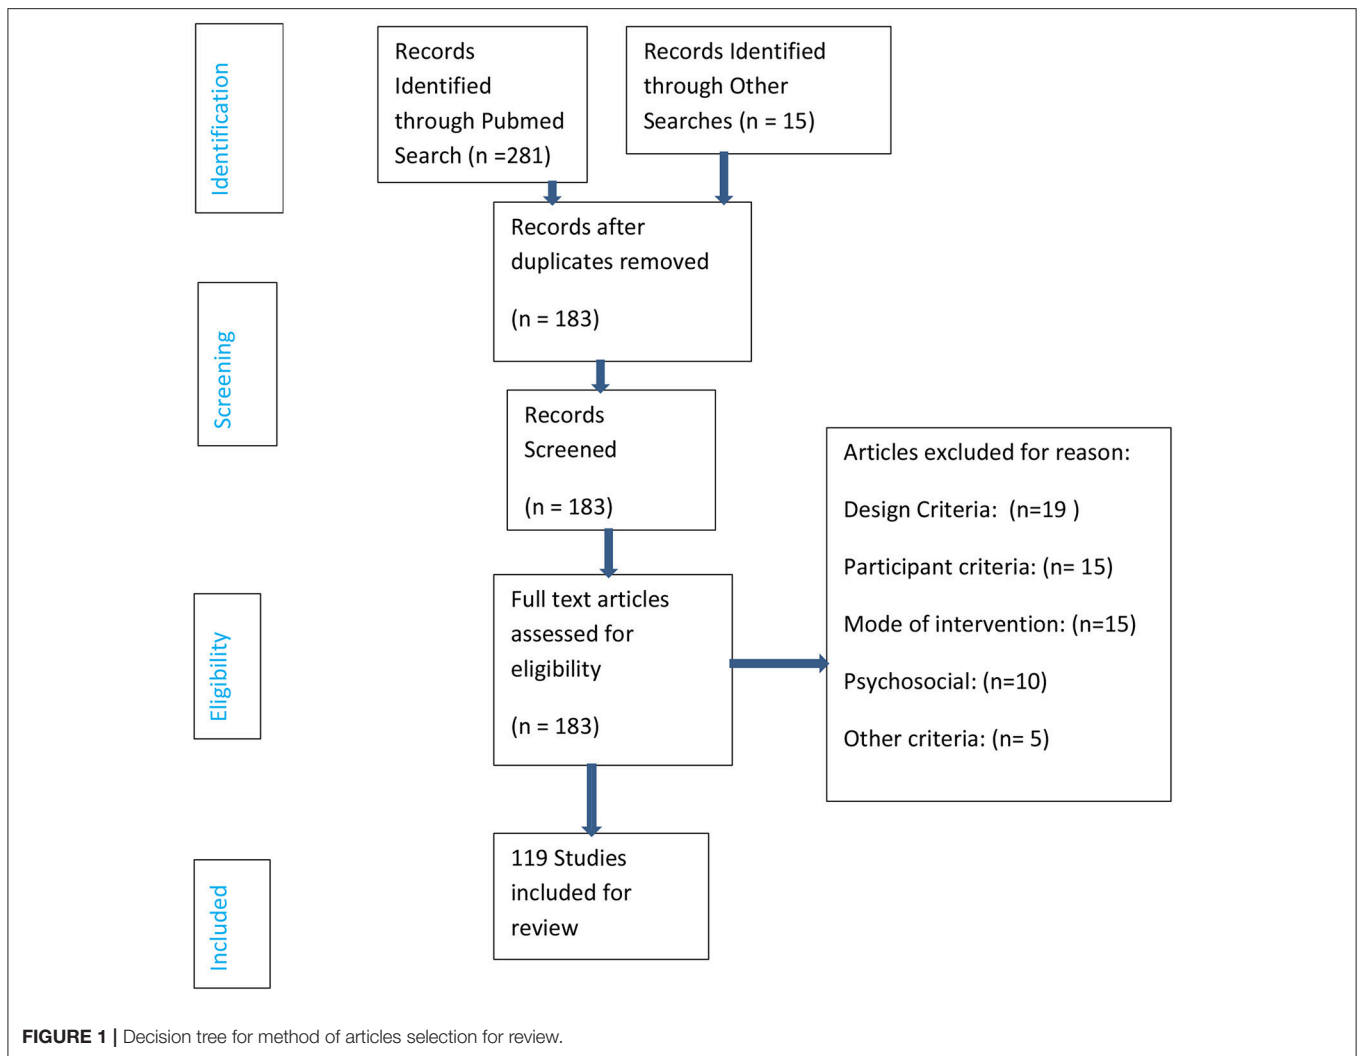 Identification
Records
Identified
through Pubmed
Search (n =281)
Records Identified
through Other
Searches (n = 15)
Records after
duplicates removed
(n = 183)
Screening
Records
Screened
(n = 183)
Articles excluded for reason:
Design Criteria:  (n=19 )
Participant criteria: (n= 15)
Mode of intervention: (n=15)
Psychosocial: (n=10)
Other criteria: (n= 5)
Eligibility
Full text articles
assessed for
eligibility
(n = 183)
Included
119 Studies
included for
review
FIGURE 1 | Decision tree for method of articles selection for review.